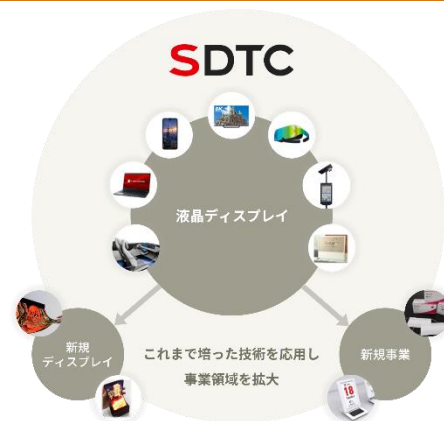 SDTC
液晶ディスプレイ
新規
ディスプレイ
これまで培った技術を応用し
事業領域を拡大
新規事業
18